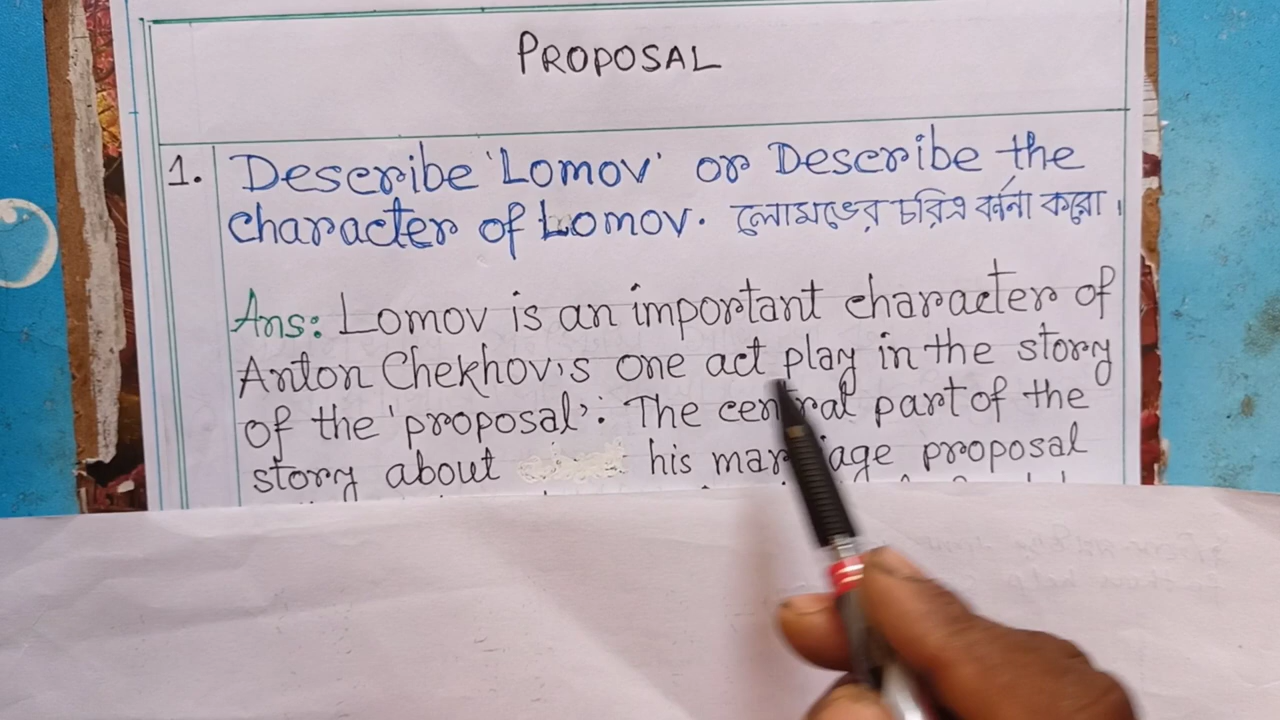 PROPOSAL
1. Describe 'Lomov' or Describe the
character of Lomov. লোমভের চরিত্র বর্ননা করো।
Ans: Lomov is an important character of
Anton Chekhov's one act play in the story
of the 'proposal'. The central part of the
story about his marriage proposal